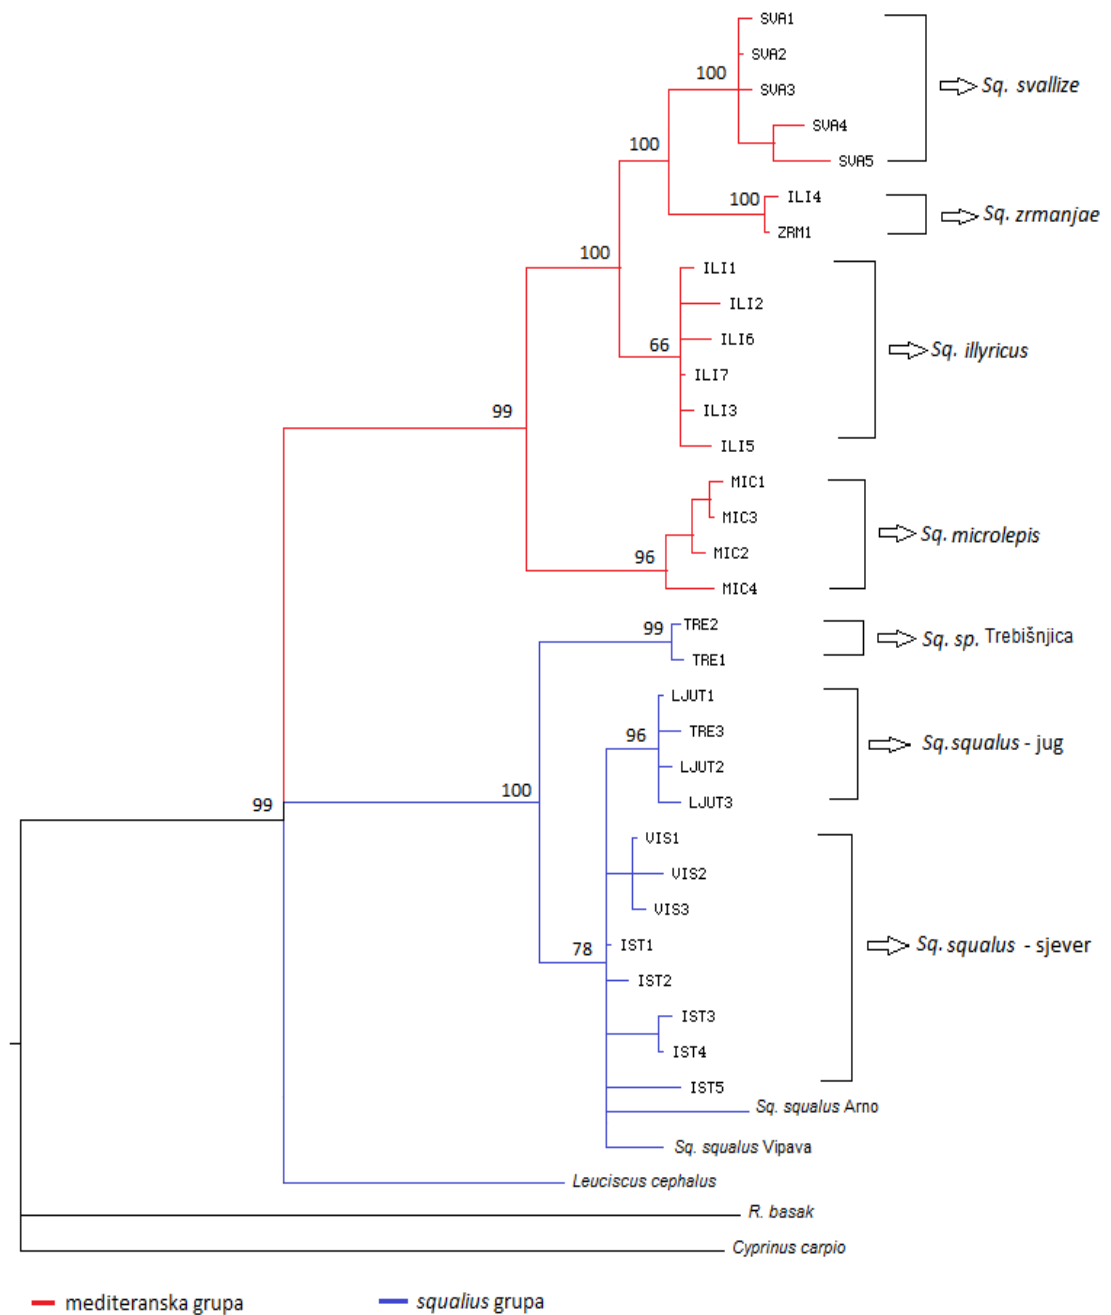 SVA1
SVA2
100
SVA3
Sq. svallize
SVA4
100
SVA5
100
ILI4
Sq. zrmanjae
ZRM1
100
ILI1
ILI2
ILI6
66
Sq. illyricus
ILI7
ILI3
99
ILI5
MIC1
MIC3
Sq. microlepis
MIC2
96
MIC4
99
TRE2
Sq. sp. Trebišnjica
TRE1
LJUT1
96
TRE3
Sq. squalus - jug
LJUT2
100
99
LJUT3
VIS1
VIS2
VIS3
78
IST1
Sq. squalus - sjever
IST2
IST3
IST4
IST5
Sq. squalus Arno
Sq. squalus Vipava
Leuciscus cephalus
R. basak
Cyprinus carpio
mediteranska grupa
squalius grupa